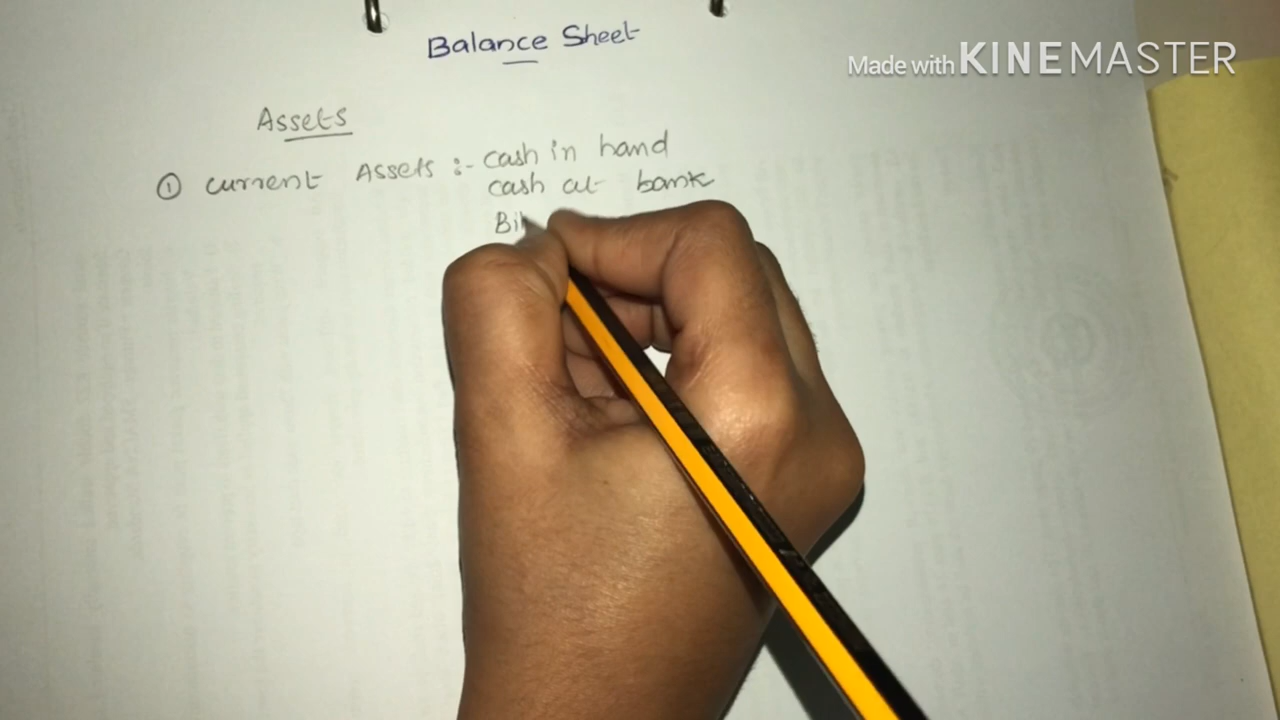 Balance Sheet
Made with KINEMASTER
Assets
① current Assets :- cash in hand
cash at bank